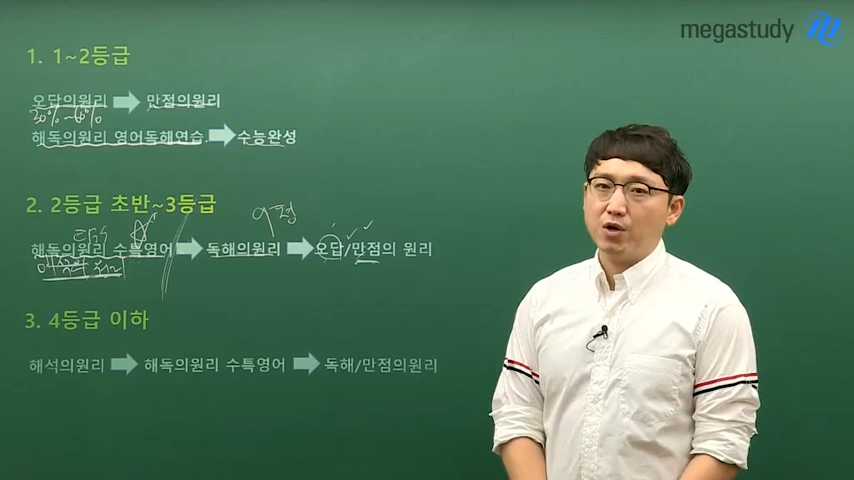 megastudy
1. 1~2등급
오답의원리 만점의원리
30%~40%
해독의원리 영어독해연습. 수능완성
2. 2등급 초반~3등급
해독의원리 수특영어 독해의원리 오답/만점의 원리
3. 4등급 이하
해석의원리 해독의원리 수특영어 독해/만점의원리